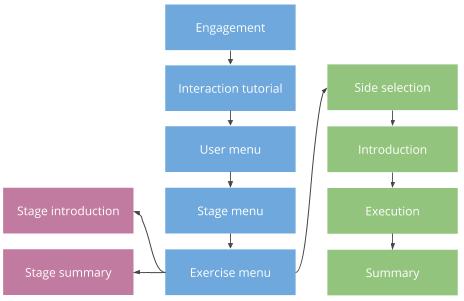 Engagement
Interaction tutorial
User menu
Stage menu
Exercise menu
Stage introduction
Stage summary
Side selection
Introduction
Execution
Summary